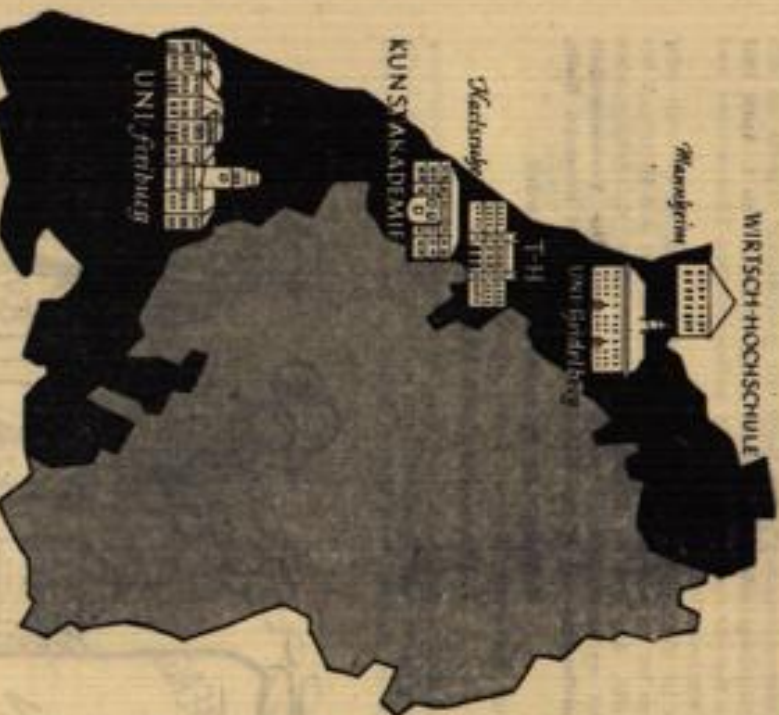 WIRTSCH-HOCHSCHULE
Mannheim
UNI Heidelberg
T-H
Karlsruhe
KUNSTAKADEMIE
UNI Freiburg